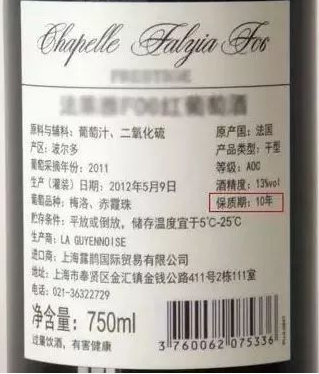 Chapelle Falyia F06
PRESTIGE
F06红葡萄酒
原料与辅料: 葡萄汁、二氧化硫 原产国: 法国
产区: 波尔多 产品类型: 干型
葡萄采摘年份: 2011 等级: AOC
生产(灌装)日期: 2012年5月9日 酒精度: 13%vol
葡萄品种: 梅洛、赤霞珠 保质期: 10年
贮存条件: 平放或倒放, 储存温度宜于5℃-25℃
生产商: LA GUYENNOISE
进口商: 上海露鹊国际贸易有限公司
地址: 上海市奉贤区金汇镇金钱公路411号2栋11室
电话: 021-36322729
净含量: 750ml
过量饮酒, 有害健康
3 760062 075336